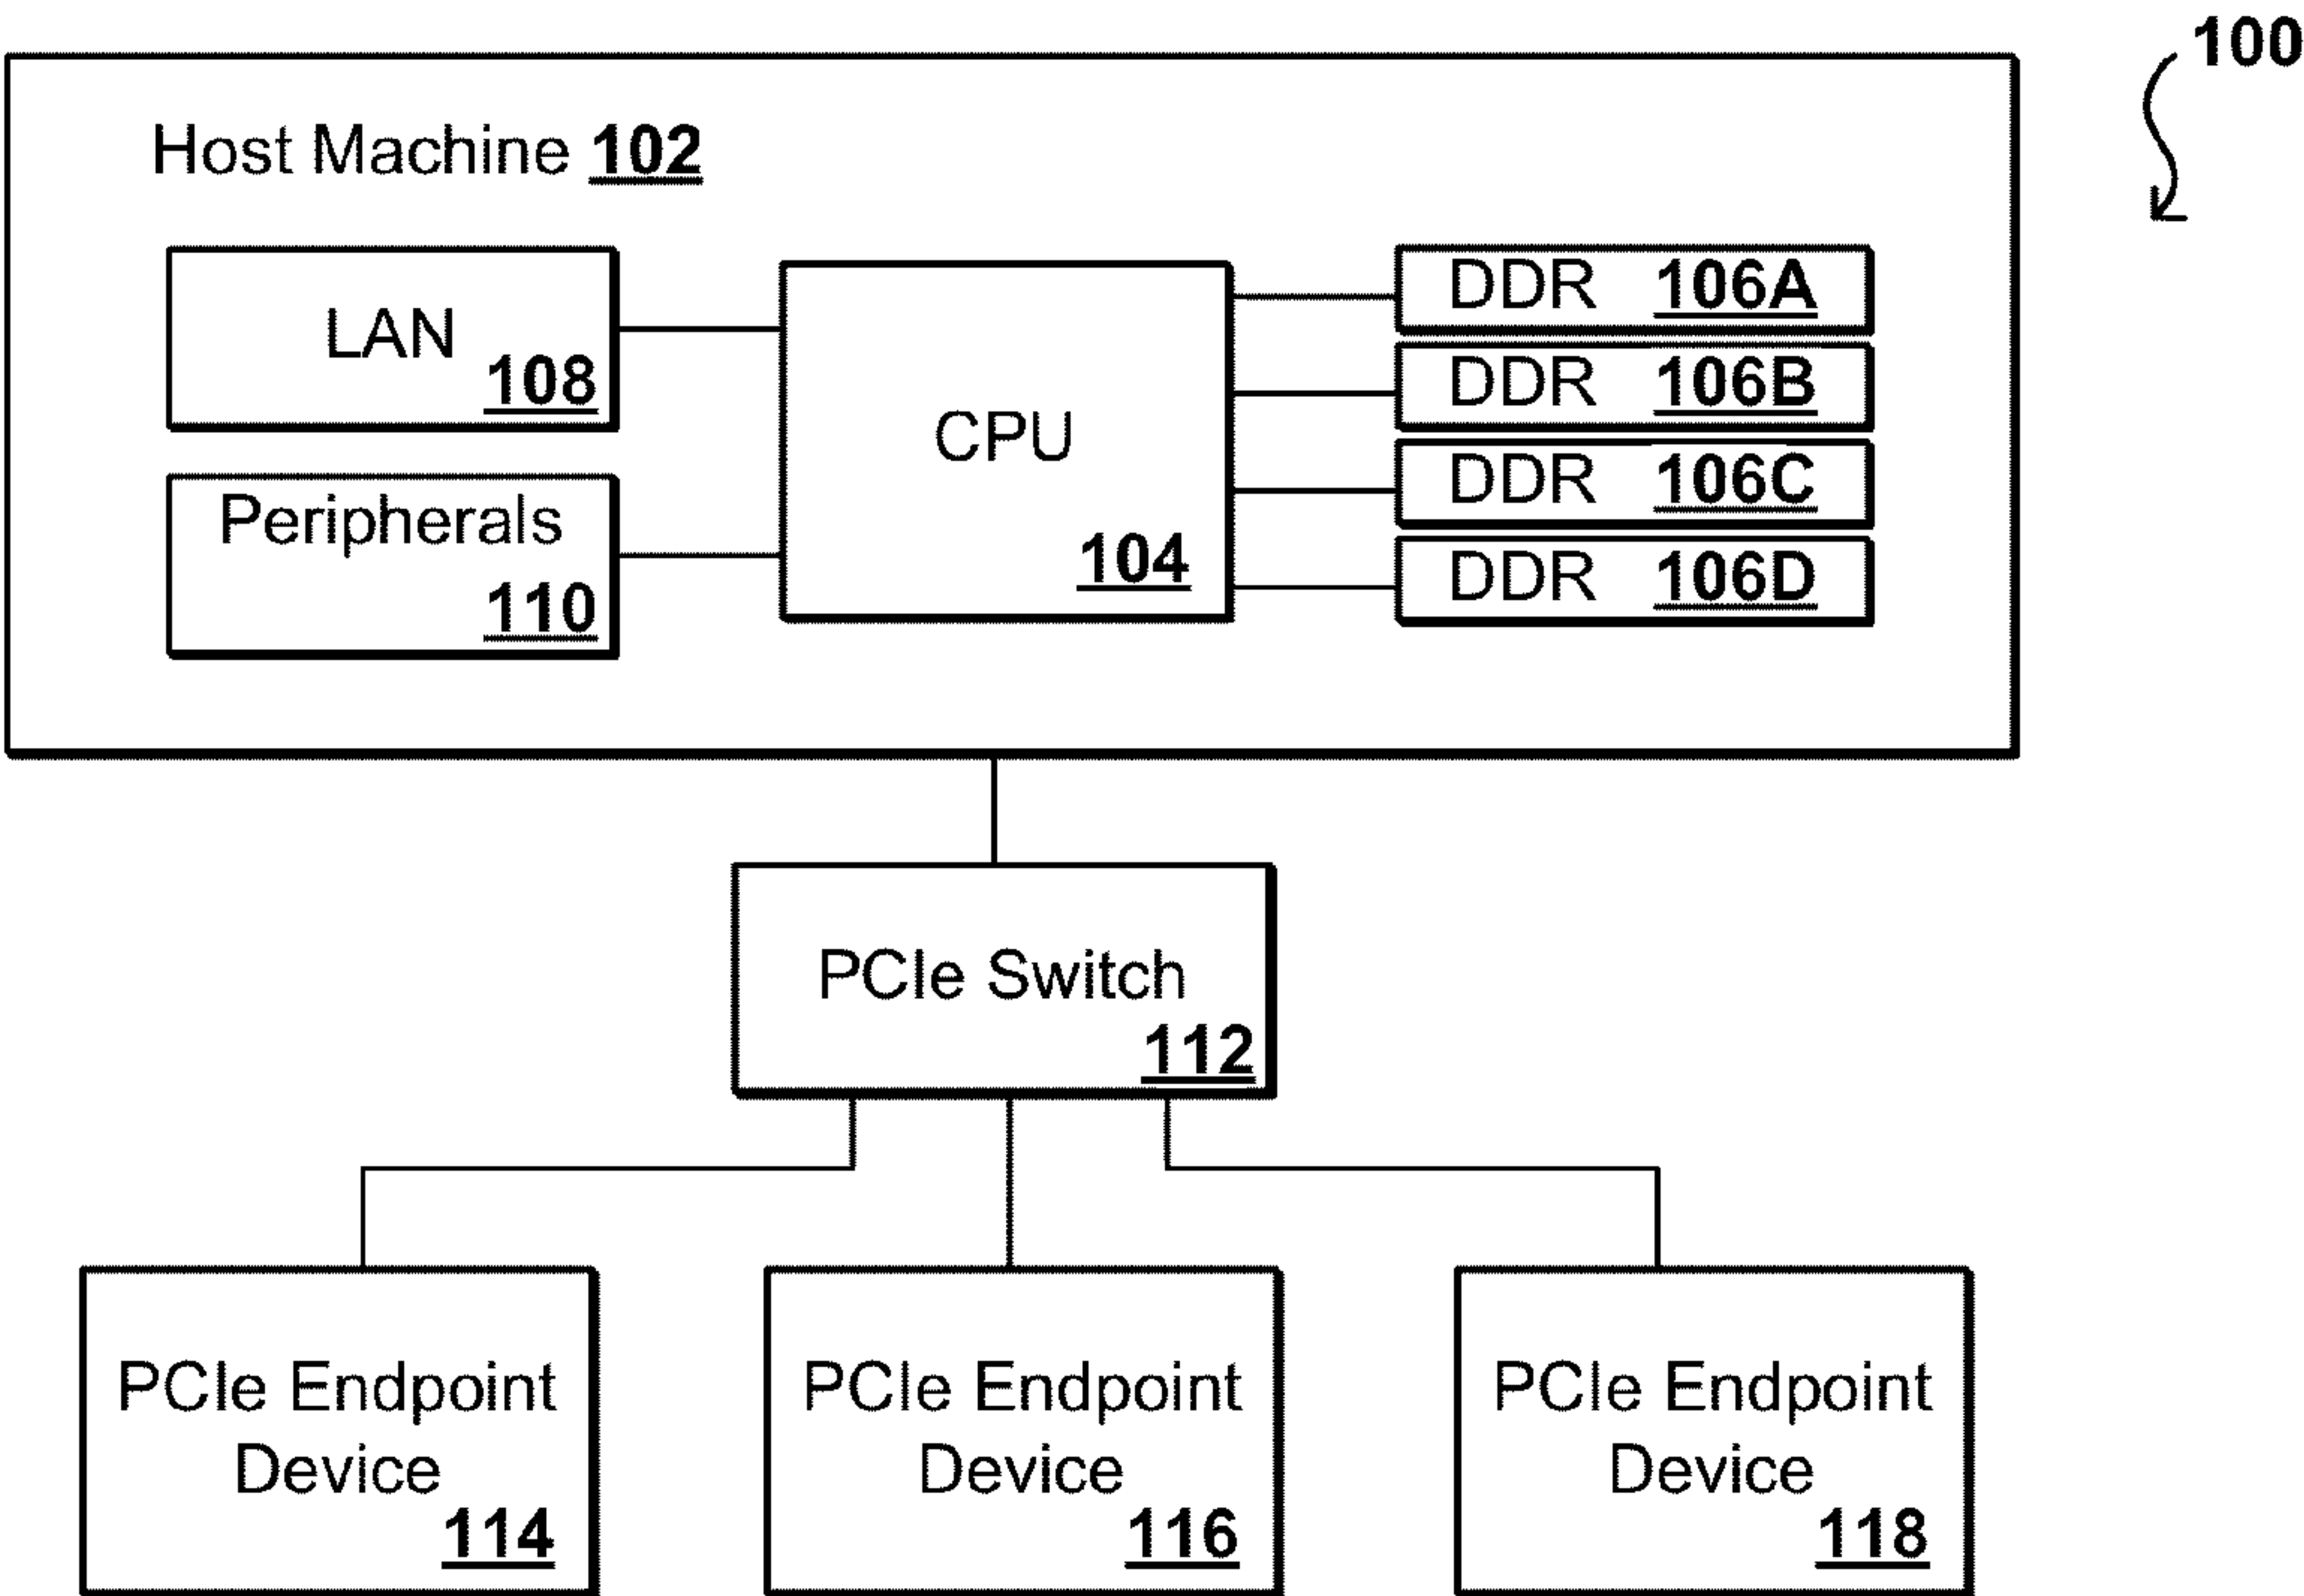 100
Host Machine 102
LAN
108
Peripherals
110
CPU
104
DDR 106A
DDR 106B
DDR 106C
DDR 106D
PCIe Switch
112
PCIe Endpoint
Device
114
PCIe Endpoint
Device
116
PCIe Endpoint
Device
118